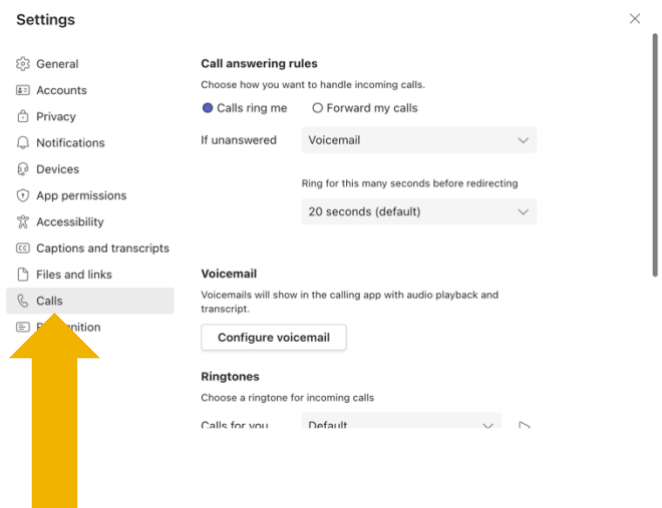 Settings
General
Accounts
Privacy
Notifications
Devices
App permissions
Accessibility
CC Captions and transcripts
Files and links
Calls
Call answering rules
Choose how you want to handle incoming calls.
Calls ring me Forward my calls
If unanswered Voicemail
Ring for this many seconds before redirecting
20 seconds (default)
Voicemail
Voicemails will show in the calling app with audio playback and
transcript.
Configure voicemail
Ringtones
Choose a ringtone for incoming calls
Calls for you Default